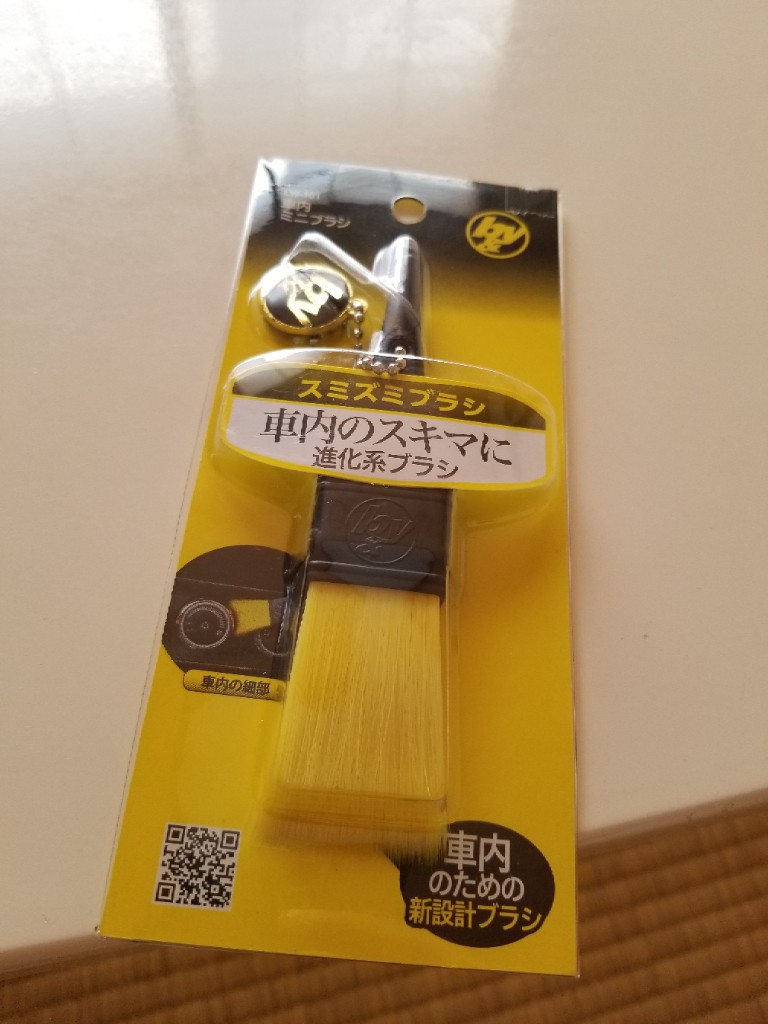 車内
ミニブラシ
スミズミブラシ
車内のスキマに
進化系ブラシ
車内の細部
車内
のための
新設計ブラシ